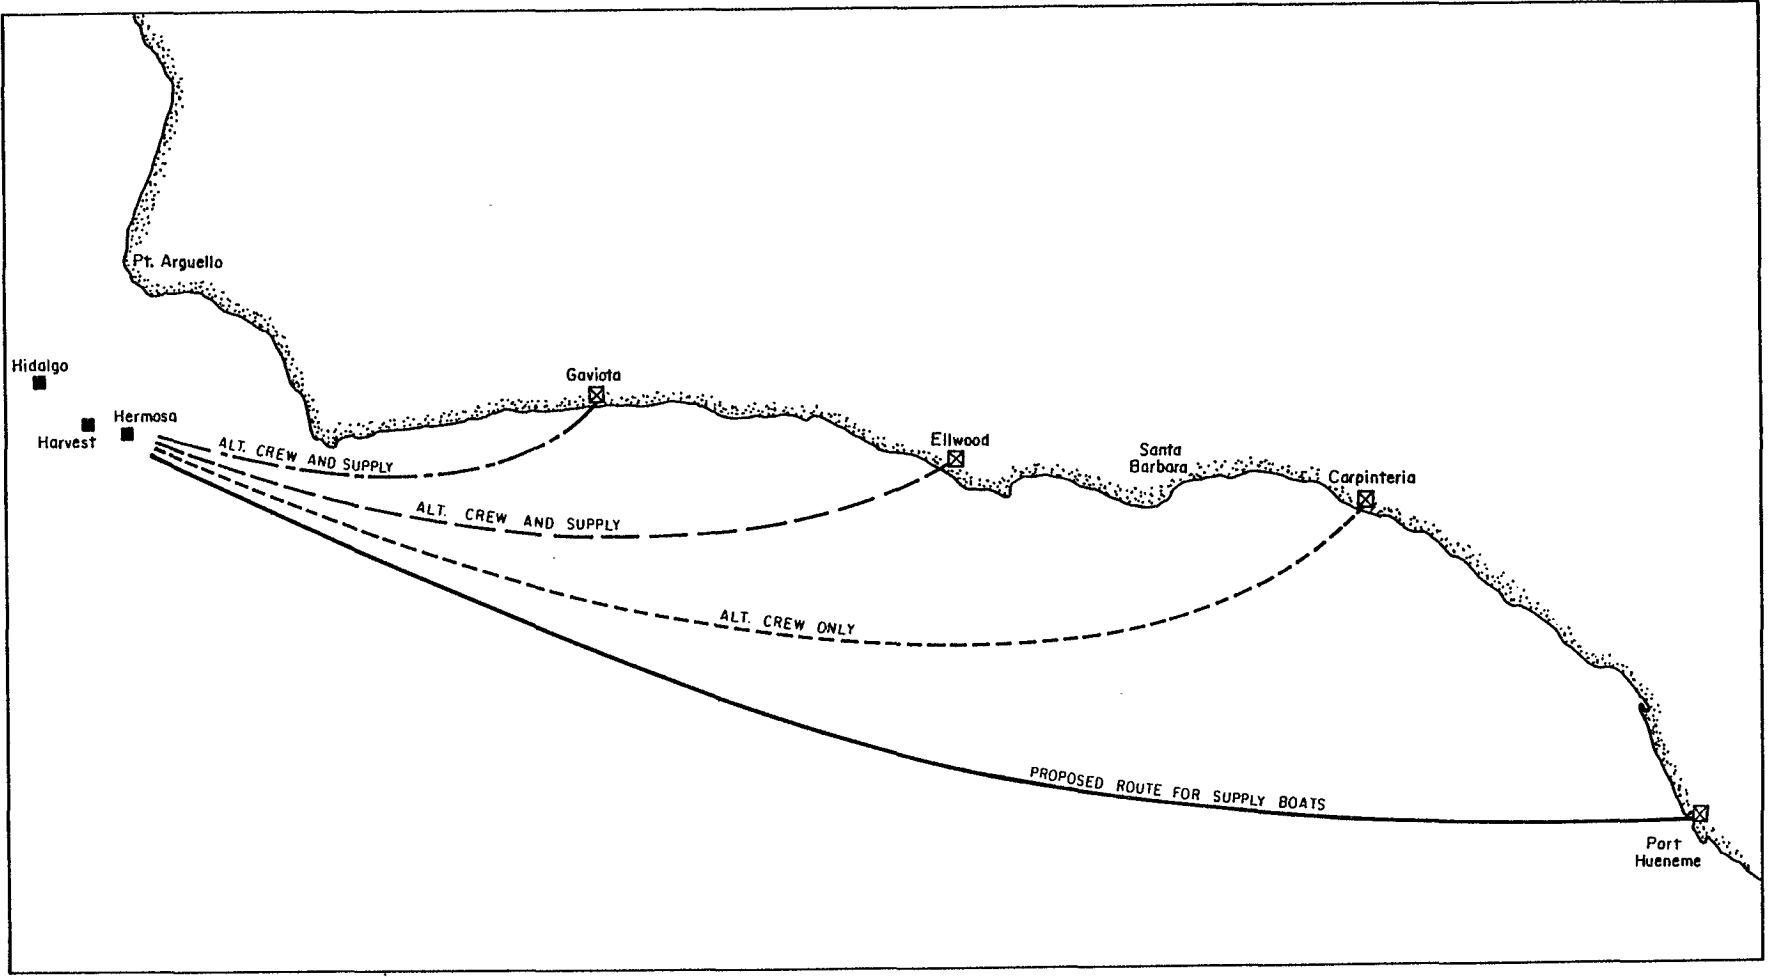 Pt. Arguello
Hidalgo
Gaviota
Hermosa
Harvest
ALT. CREW AND SUPPLY
Ellwood
Santa
Barbara
Carpinteria
ALT. CREW AND SUPPLY
ALT. CREW ONLY
PROPOSED ROUTE FOR SUPPLY BOATS
Port
Hueneme